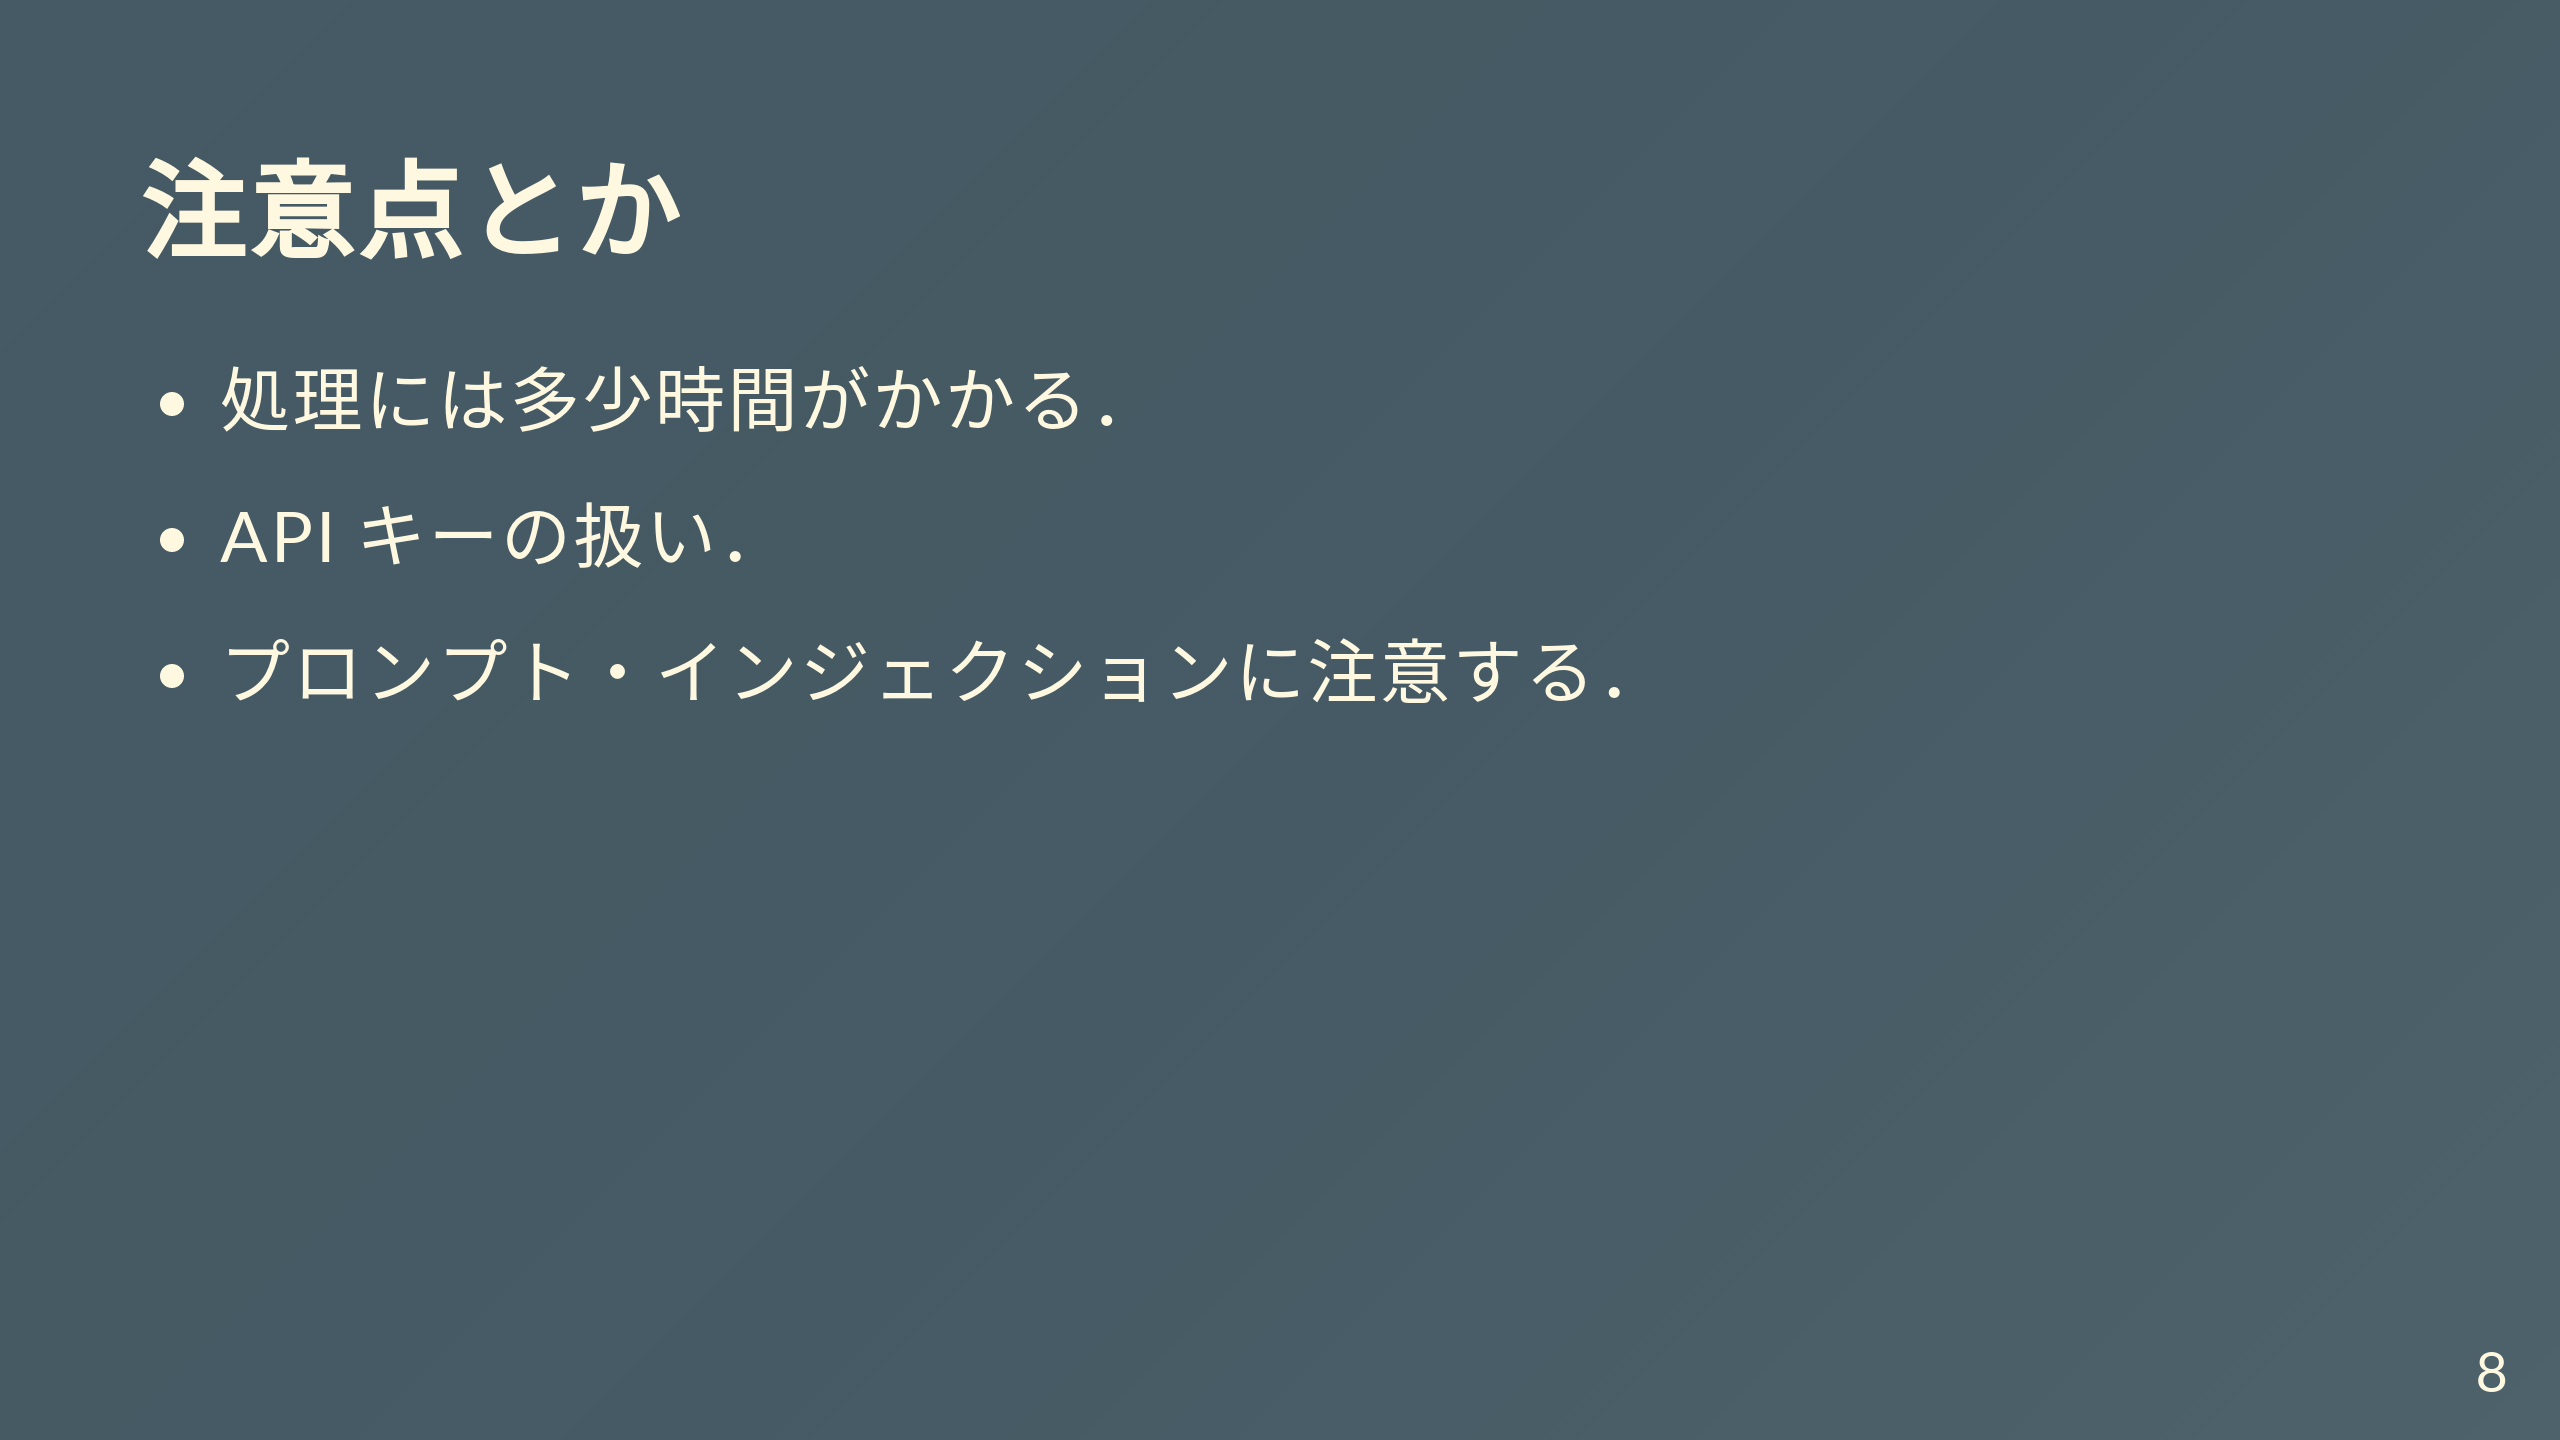 注意点とか
• 処理には多少時間がかかる．
• API キーの扱い．
• プロンプト・インジェクションに注意する．
8